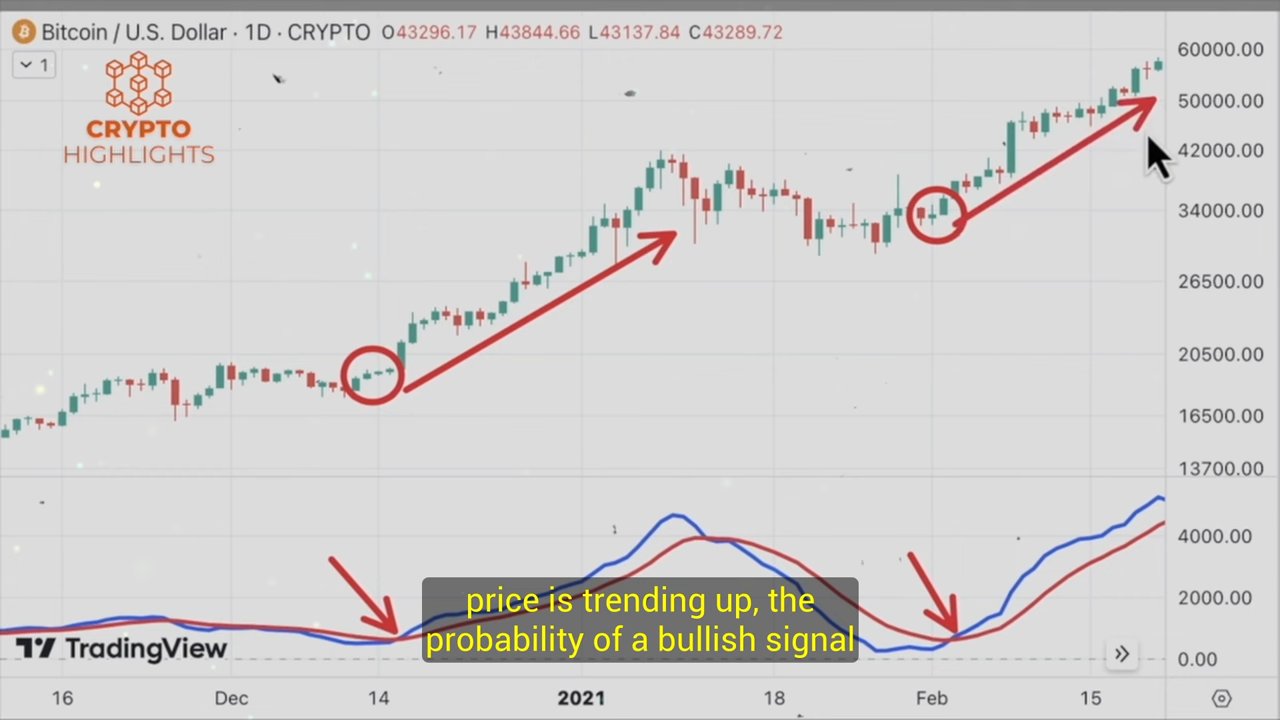 Bitcoin / U.S. Dollar · 1D · CRYPTO O43296.17 H43844.66 L43137.84 C43289.72
1
CRYPTO
HIGHLIGHTS
60000.00
50000.00
42000.00
34000.00
26500.00
20500.00
16500.00
13700.00
4000.00
2000.00
0.00
price is trending up, the
probability of a bullish signal
TradingView
16 Dec 14 2021 18 Feb 15